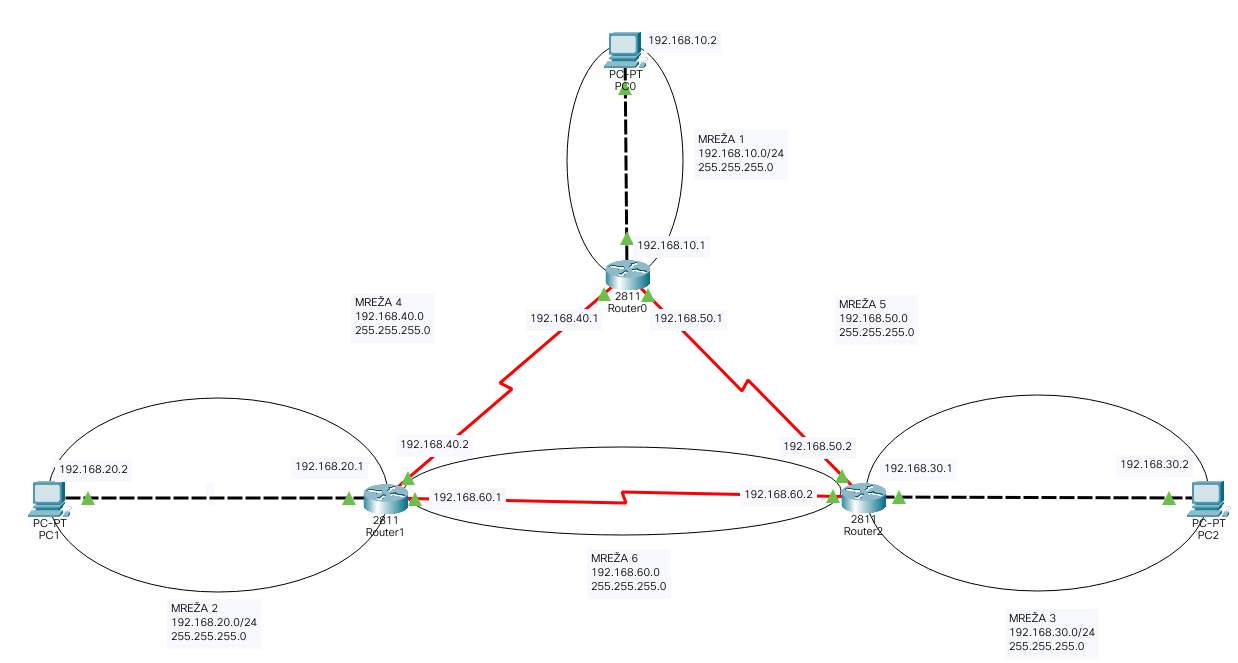 192.168.10.2
PC-PT
PC0
MREŽA 1
192.168.10.0/24
255.255.255.0
192.168.10.1
2811
Router0
MREŽA 4
192.168.40.0
255.255.255.0
MREŽA 5
192.168.50.0
255.255.255.0
192.168.40.1
192.168.50.1
192.168.40.2
192.168.50.2
192.168.20.2
192.168.20.1
192.168.30.1
192.168.30.2
192.168.60.1
192.168.60.2
PC-PT
PC1
2811
Router1
2811
Router2
PC-PT
PC2
MREŽA 6
192.168.60.0
255.255.255.0
MREŽA 2
192.168.20.0/24
255.255.255.0
MREŽA 3
192.168.30.0/24
255.255.255.0